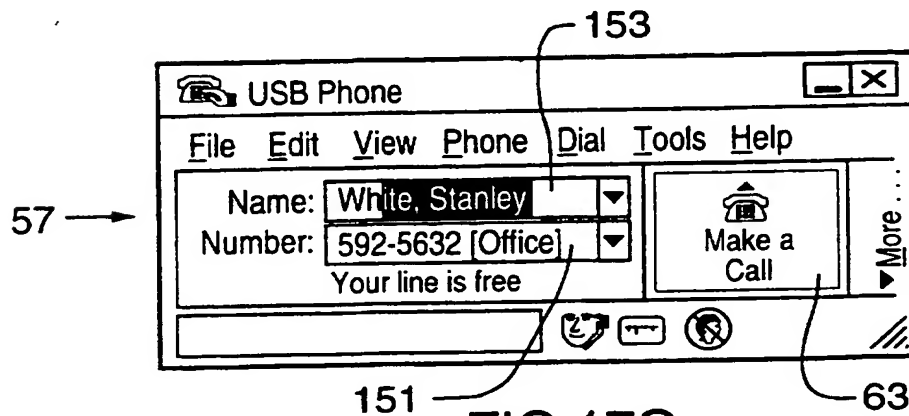 153
USB Phone
File Edit View Phone Dial Tools Help
57
Name: White, Stanley
Number: 592-5632 [Office]
Your line is free
Make a
Call
More ...
151
63